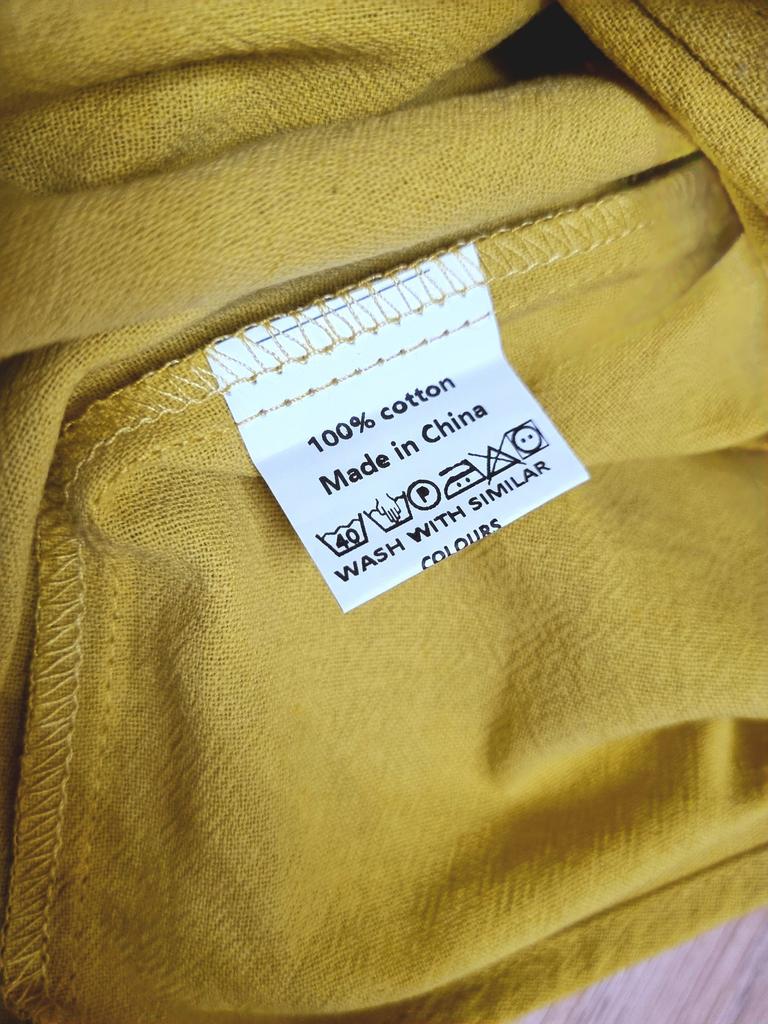 100% cotton
Made in China
40 P
WASH WITH SIMILAR
COLOURS